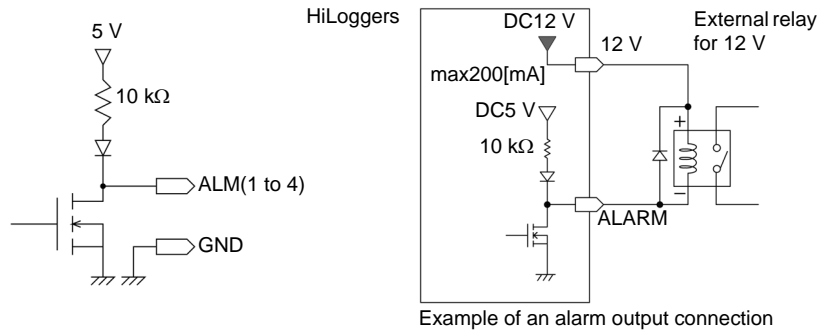 5 V
10 kΩ
ALM(1 to 4)
GND
HiLoggers
DC12 V
12 V
max200[mA]
DC5 V
10 kΩ
ALARM
External relay
for 12 V
+
−
Example of an alarm output connection